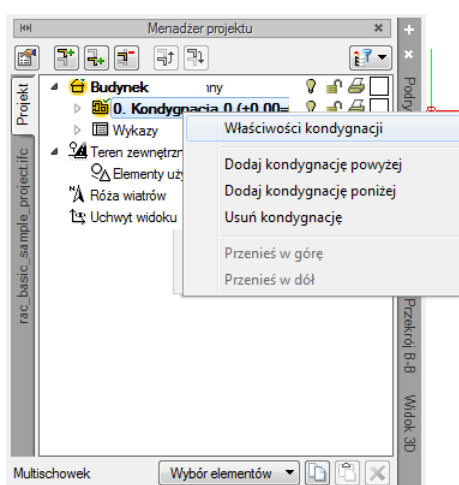 Menadżer projektu
Projekt
rac_basic_sample_project.ifc
Budynek
ny
0. Kondygnacja 0 (±0,00=
Wykazy
Teren zewnętrzn
Elementy uży
Róża wiatrów
Uchwyt widoku
Właściwości kondygnacji
Dodaj kondygnację powyżej
Dodaj kondygnację poniżej
Usuń kondygnację
Przenieś w górę
Przenieś w dół
Podry
Przekrój B-B
Widok 3D
Multischowek
Wybór elementów